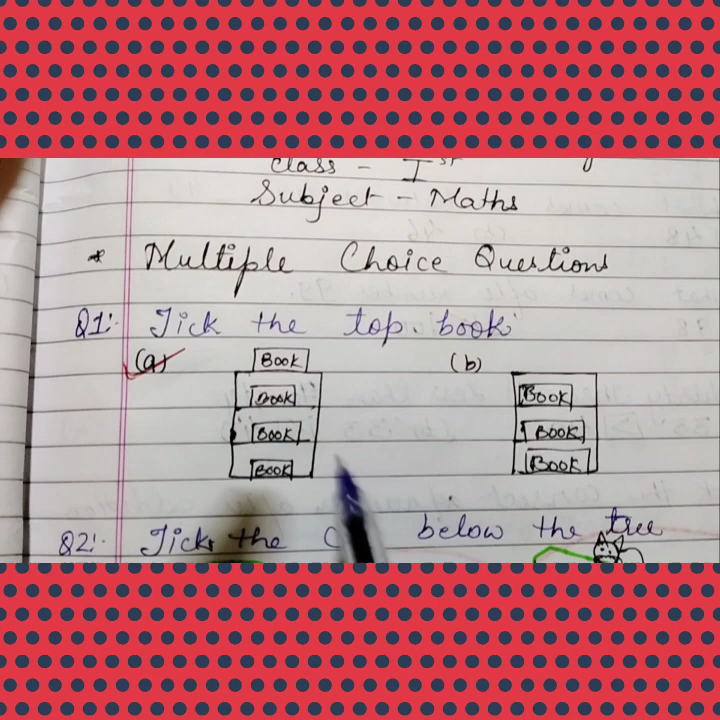 Class - Ist
Subject - Maths
* Multiple Choice Questions
Q1:- Tick the top book
(a) Book (b)
Book Book
Book Book
Book Book
Q2:- Tick the below the tree